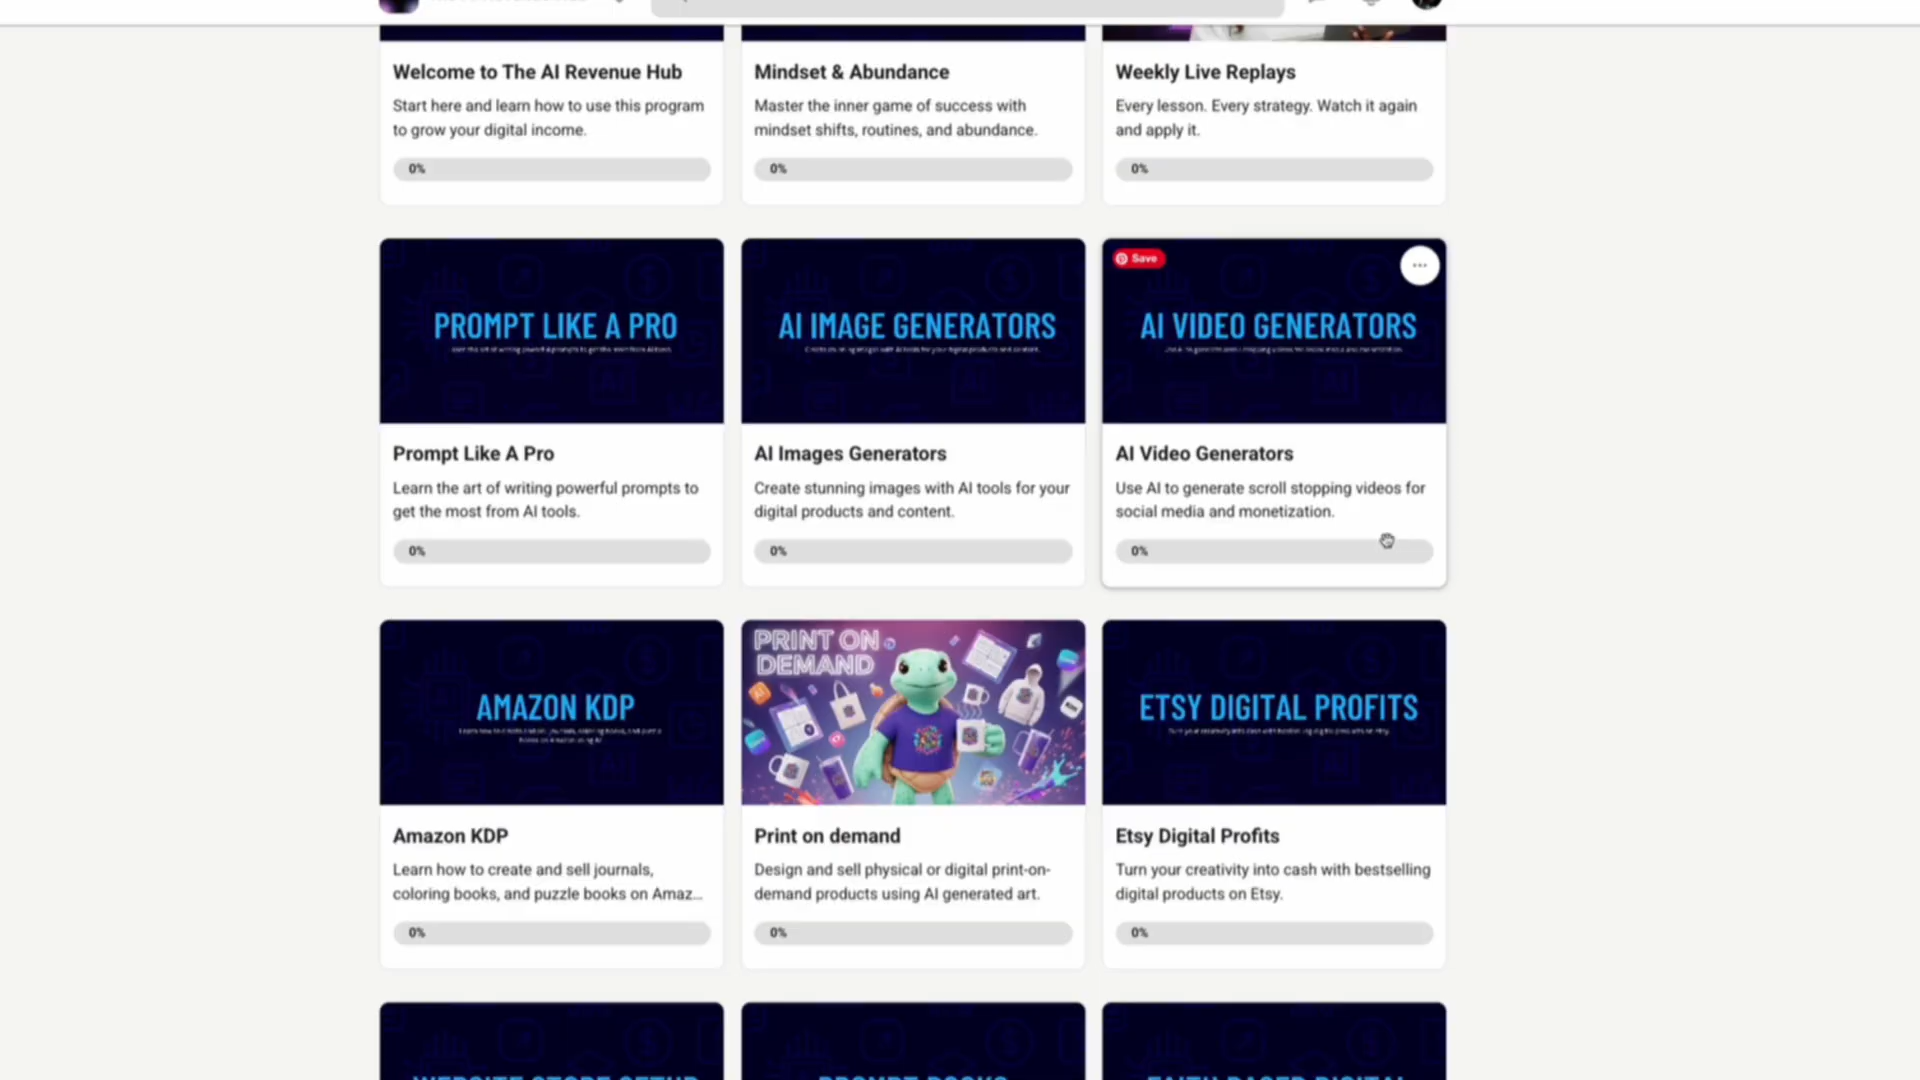 Welcome to The AI Revenue Hub
Start here and learn how to use this program
to grow your digital income.
0%
Mindset & Abundance
Master the inner game of success with
mindset shifts, routines, and abundance.
0%
Weekly Live Replays
Every lesson. Every strategy. Watch it again
and apply it.
0%
PROMPT LIKE A PRO
Prompt Like A Pro
Learn the art of writing powerful prompts to
get the most from AI tools.
0%
AI IMAGE GENERATORS
AI Images Generators
Create stunning images with AI tools for your
digital products and content.
0%
Save
AI VIDEO GENERATORS
AI Video Generators
Use AI to generate scroll stopping videos for
social media and monetization.
0%
AMAZON KDP
Amazon KDP
Learn how to create and sell journals,
coloring books, and puzzle books on Amaz...
0%
PRINT ON
DEMAND
Print on demand
Design and sell physical or digital print-on-
demand products using AI generated art.
0%
ETSY DIGITAL PROFITS
Etsy Digital Profits
Turn your creativity into cash with bestselling
digital products on Etsy.
0%